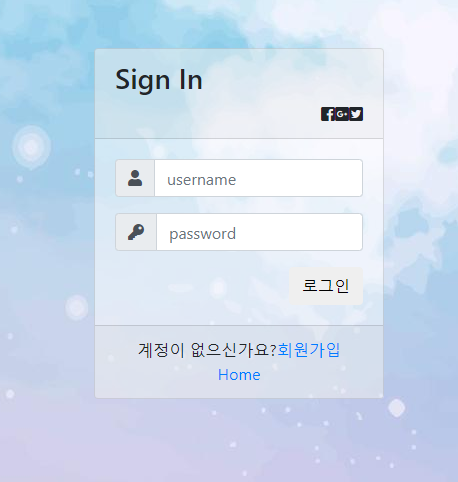 Sign In
username
password
로그인
계정이 없으신가요?회원가입
Home